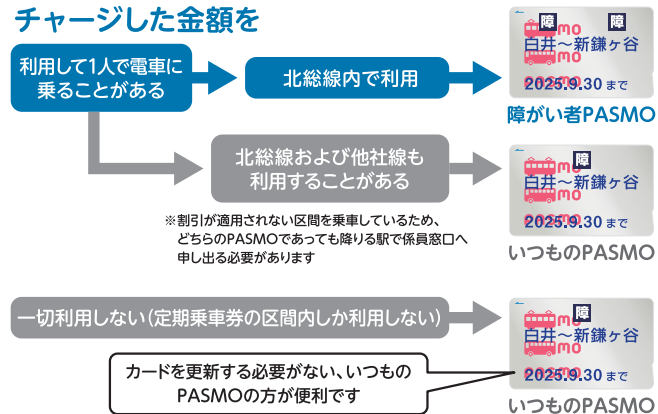 チャージした金額を
利用して1人で電車に
乗ることがある
北総線内で利用
障 障
mo
白井～新鎌ヶ谷
mo
PASMO
2025.9.30 まで
障がい者PASMO
北総線および他社線も
利用することがある
※割引が適用されない区間を乗車しているため、
どちらのPASMOであっても降りる駅で係員窓口へ
申し出る必要があります
障
mo
白井～新鎌ヶ谷
mo
PASMO
2025.9.30 まで
いつものPASMO
一切利用しない（定期乗車券の区間内しか利用しない）
障
mo
白井～新鎌ヶ谷
mo
PASMO
2025.9.30 まで
カードを更新する必要がない、いつもの
PASMOの方が便利です
いつものPASMO